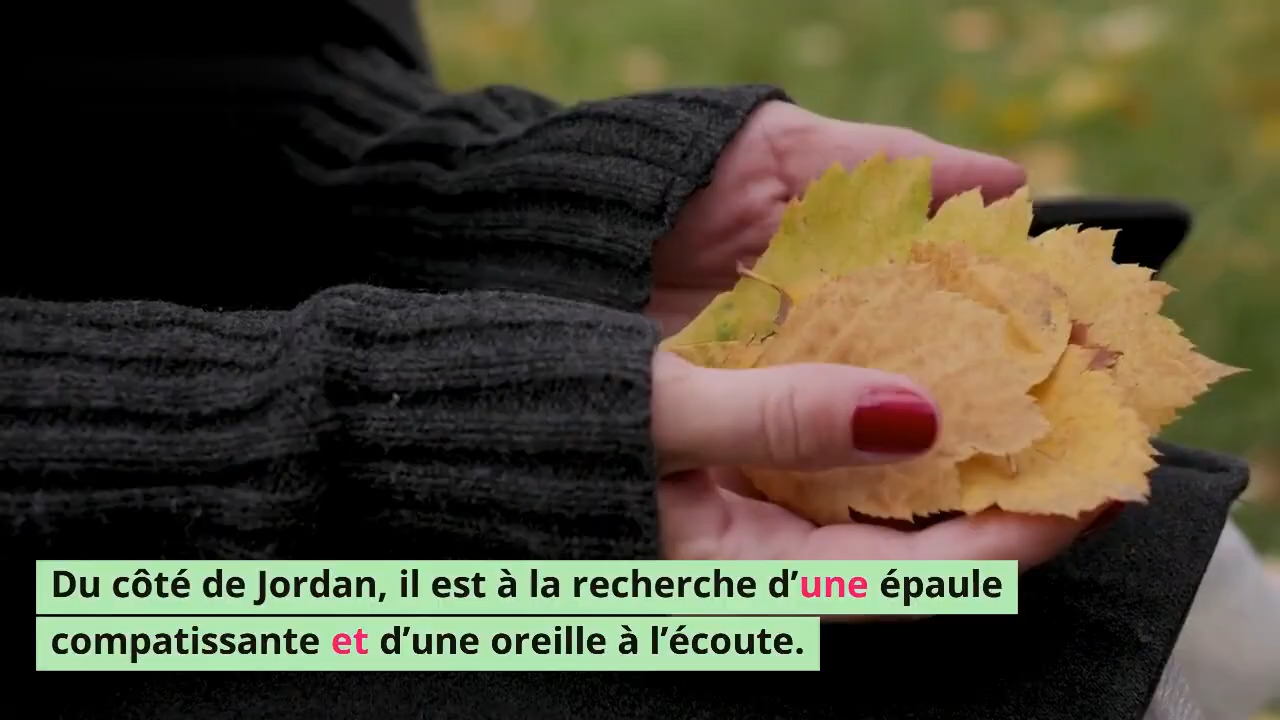 Du côté de Jordan, il est à la recherche d’une épaule
compatissante et d’une oreille à l’écoute.